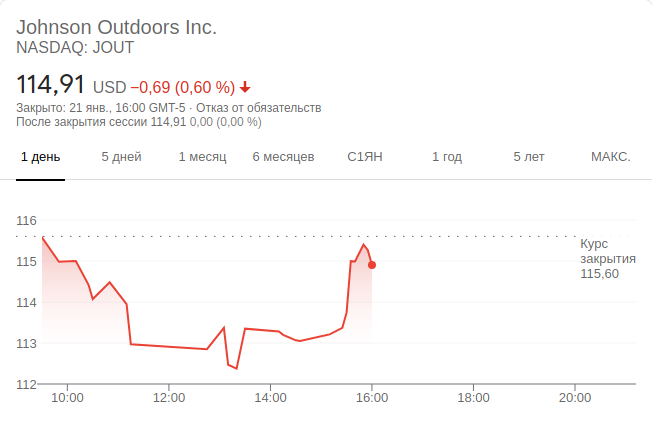 Johnson Outdoors Inc.
NASDAQ: JOUT
114,91 USD −0,69 (0,60 %)
Закрыто: 21 янв., 16:00 GMT-5 · Отказ от обязательств
После закрытия сессии 114,91 0,00 (0,00 %)
1 день 5 дней 1 месяц 6 месяцев С1ЯН 1 год 5 лет МАКС.
116
Курс
закрытия
115,60
115
114
113
112
10:00 12:00 14:00 16:00 18:00 20:00